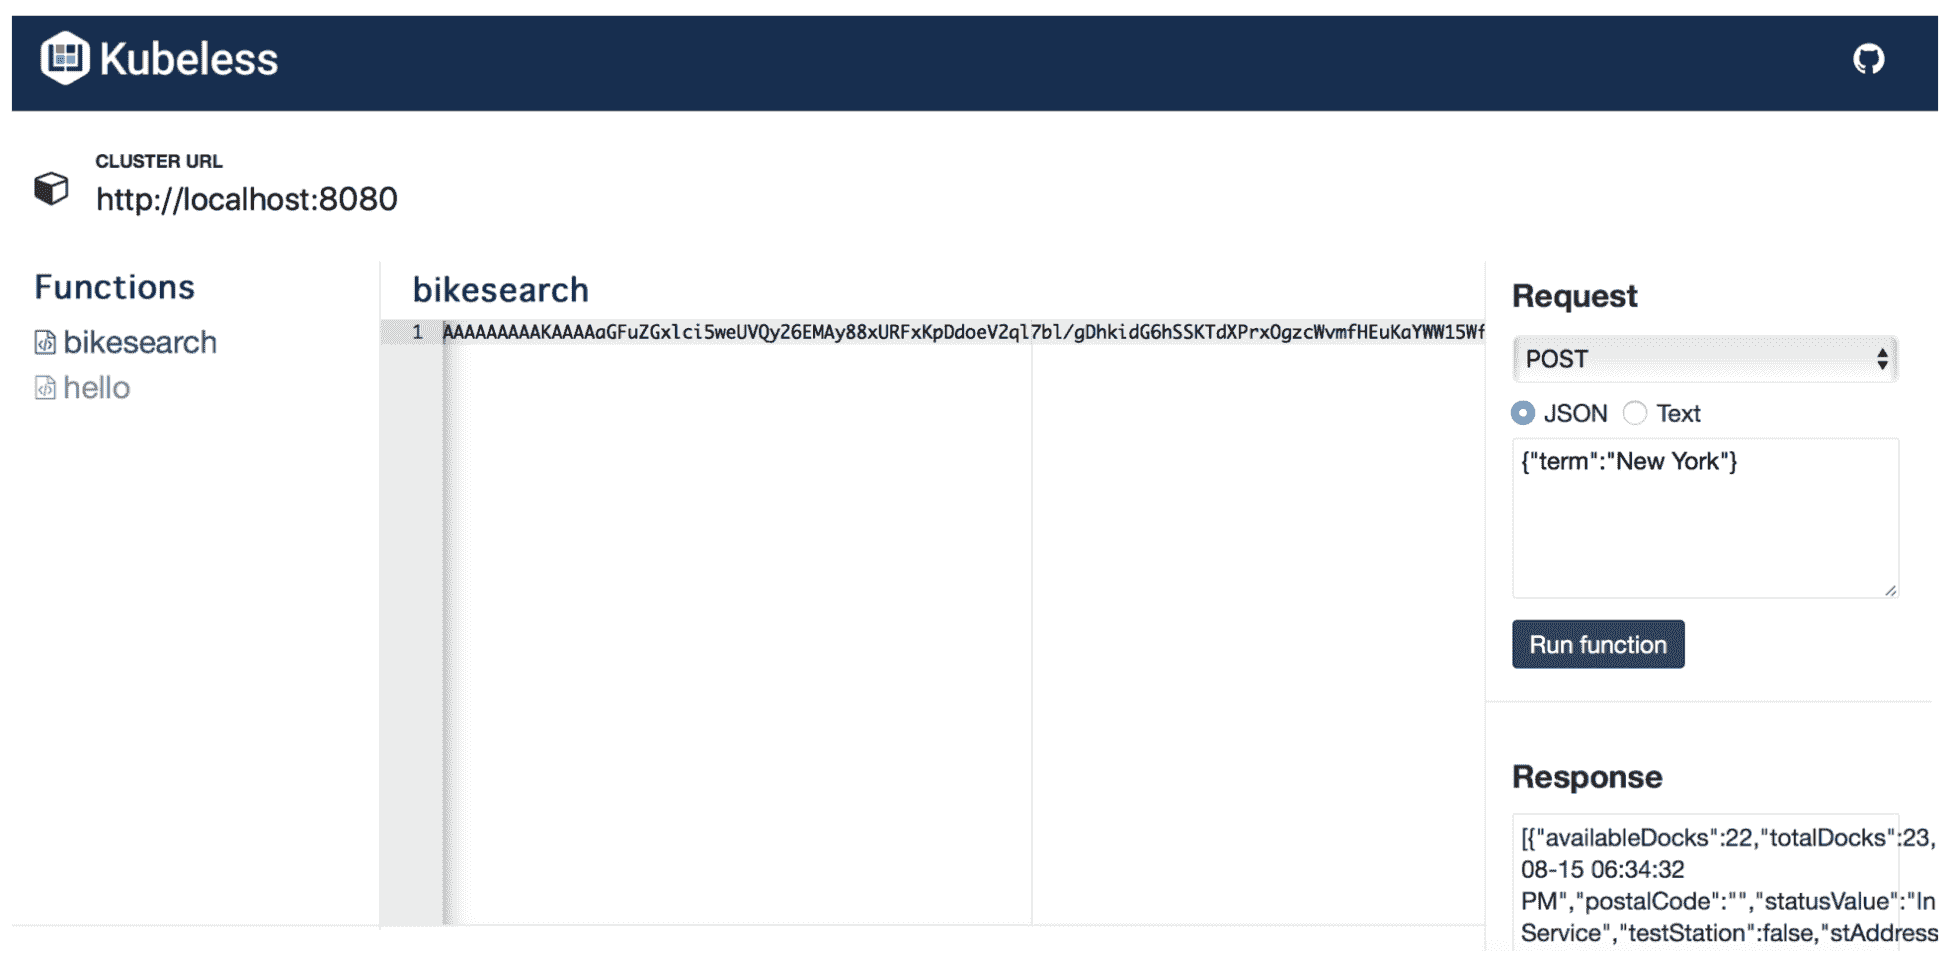 Kubeless
CLUSTER URL
http://localhost:8080
Functions
bikesearch
hello
bikesearch
1 AAAAAAAAAKAAAAaGFuZGxlci5weUVQy26EMAy88xURFxKpDdoeV2ql7bl/gDhkidG6hSSKTdXPrxOgzcWvmfHEuKaYWW15Wf
Request
POST
JSON Text
{"term":"New York"}
Run function
Response
[{"availableDocks":22,"totalDocks":23,
08-15 06:34:32
PM","postalCode":"","statusValue":"In
Service","testStation":false,"stAddress